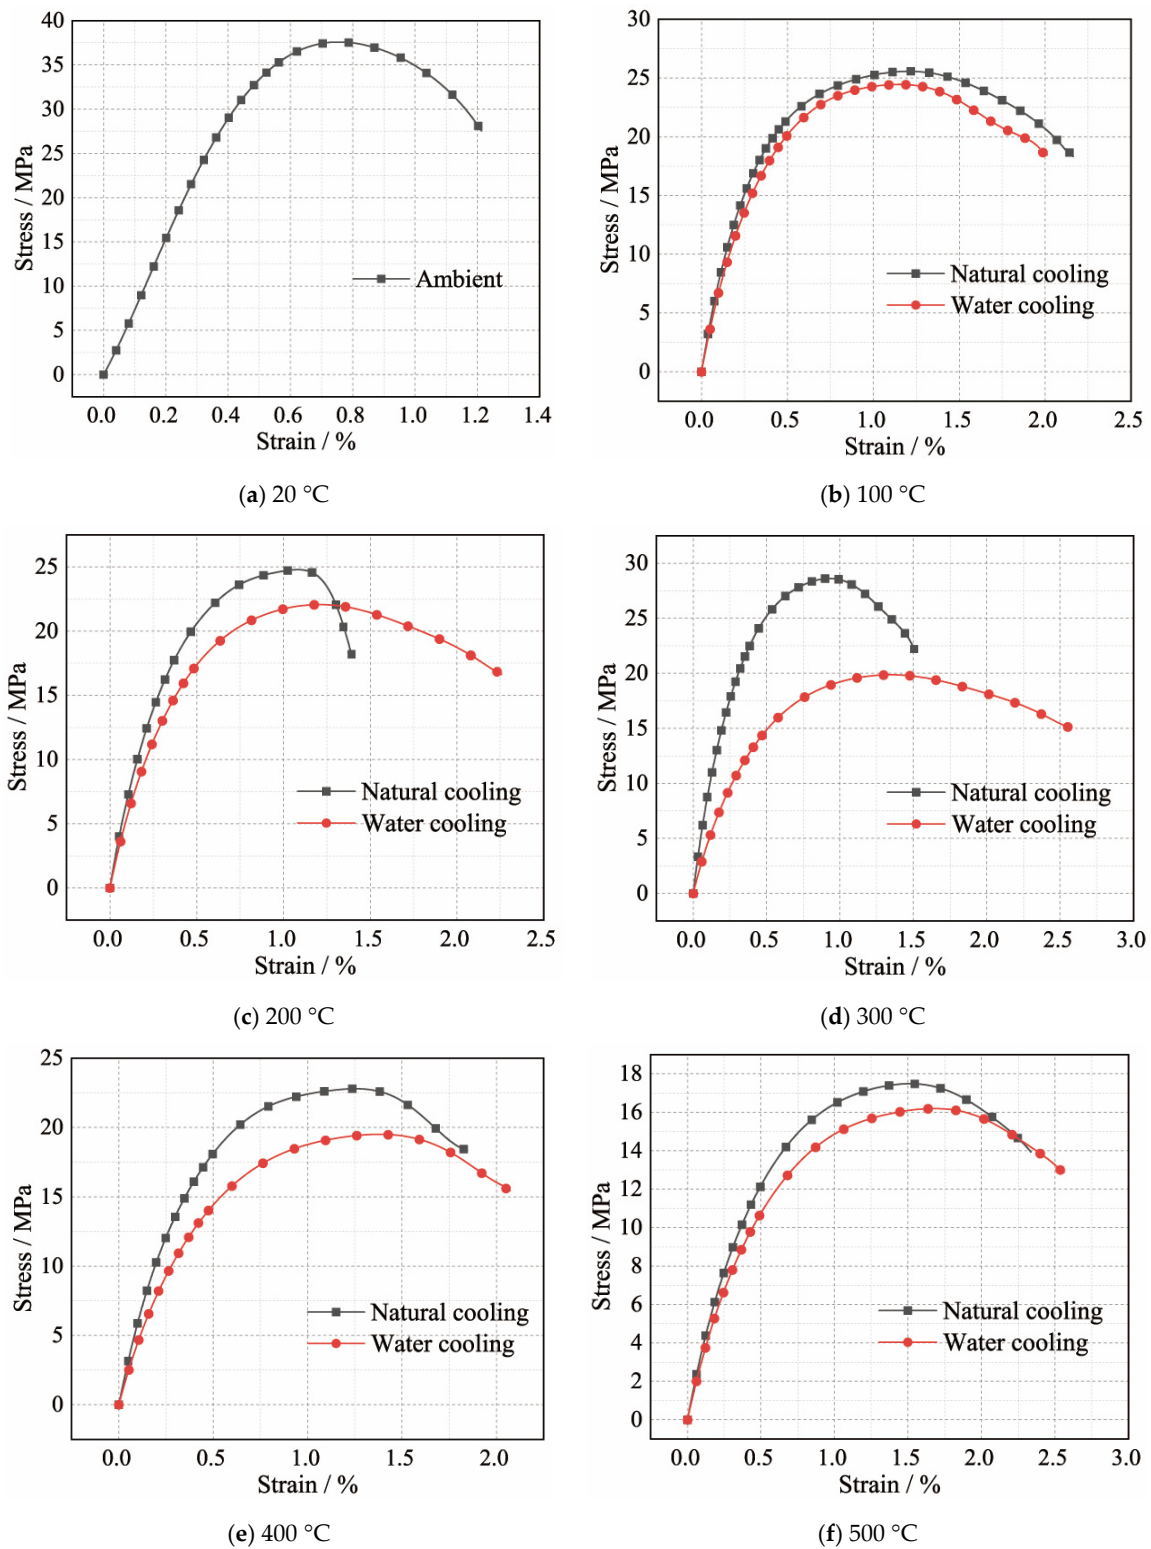 40
35
30
25
20
15
10
5
0
Stress / MPa
Ambient
0.0 0.2 0.4 0.6 0.8 1.0 1.2 1.4
Strain / %
(a) 20 °C
30
25
20
15
10
5
0
Stress / MPa
Natural cooling
Water cooling
0.0 0.5 1.0 1.5 2.0 2.5
Strain / %
(b) 100 °C
25
20
15
10
5
0
Stress / MPa
Natural cooling
Water cooling
0.0 0.5 1.0 1.5 2.0 2.5
Strain / %
(c) 200 °C
30
25
20
15
10
5
0
Stress / MPa
Natural cooling
Water cooling
0.0 0.5 1.0 1.5 2.0 2.5 3.0
Strain / %
(d) 300 °C
25
20
15
10
5
0
Stress / MPa
Natural cooling
Water cooling
0.0 0.5 1.0 1.5 2.0
Strain / %
(e) 400 °C
18
16
14
12
10
8
6
4
2
0
Stress / MPa
Natural cooling
Water cooling
0.0 0.5 1.0 1.5 2.0 2.5 3.0
Strain / %
(f) 500 °C